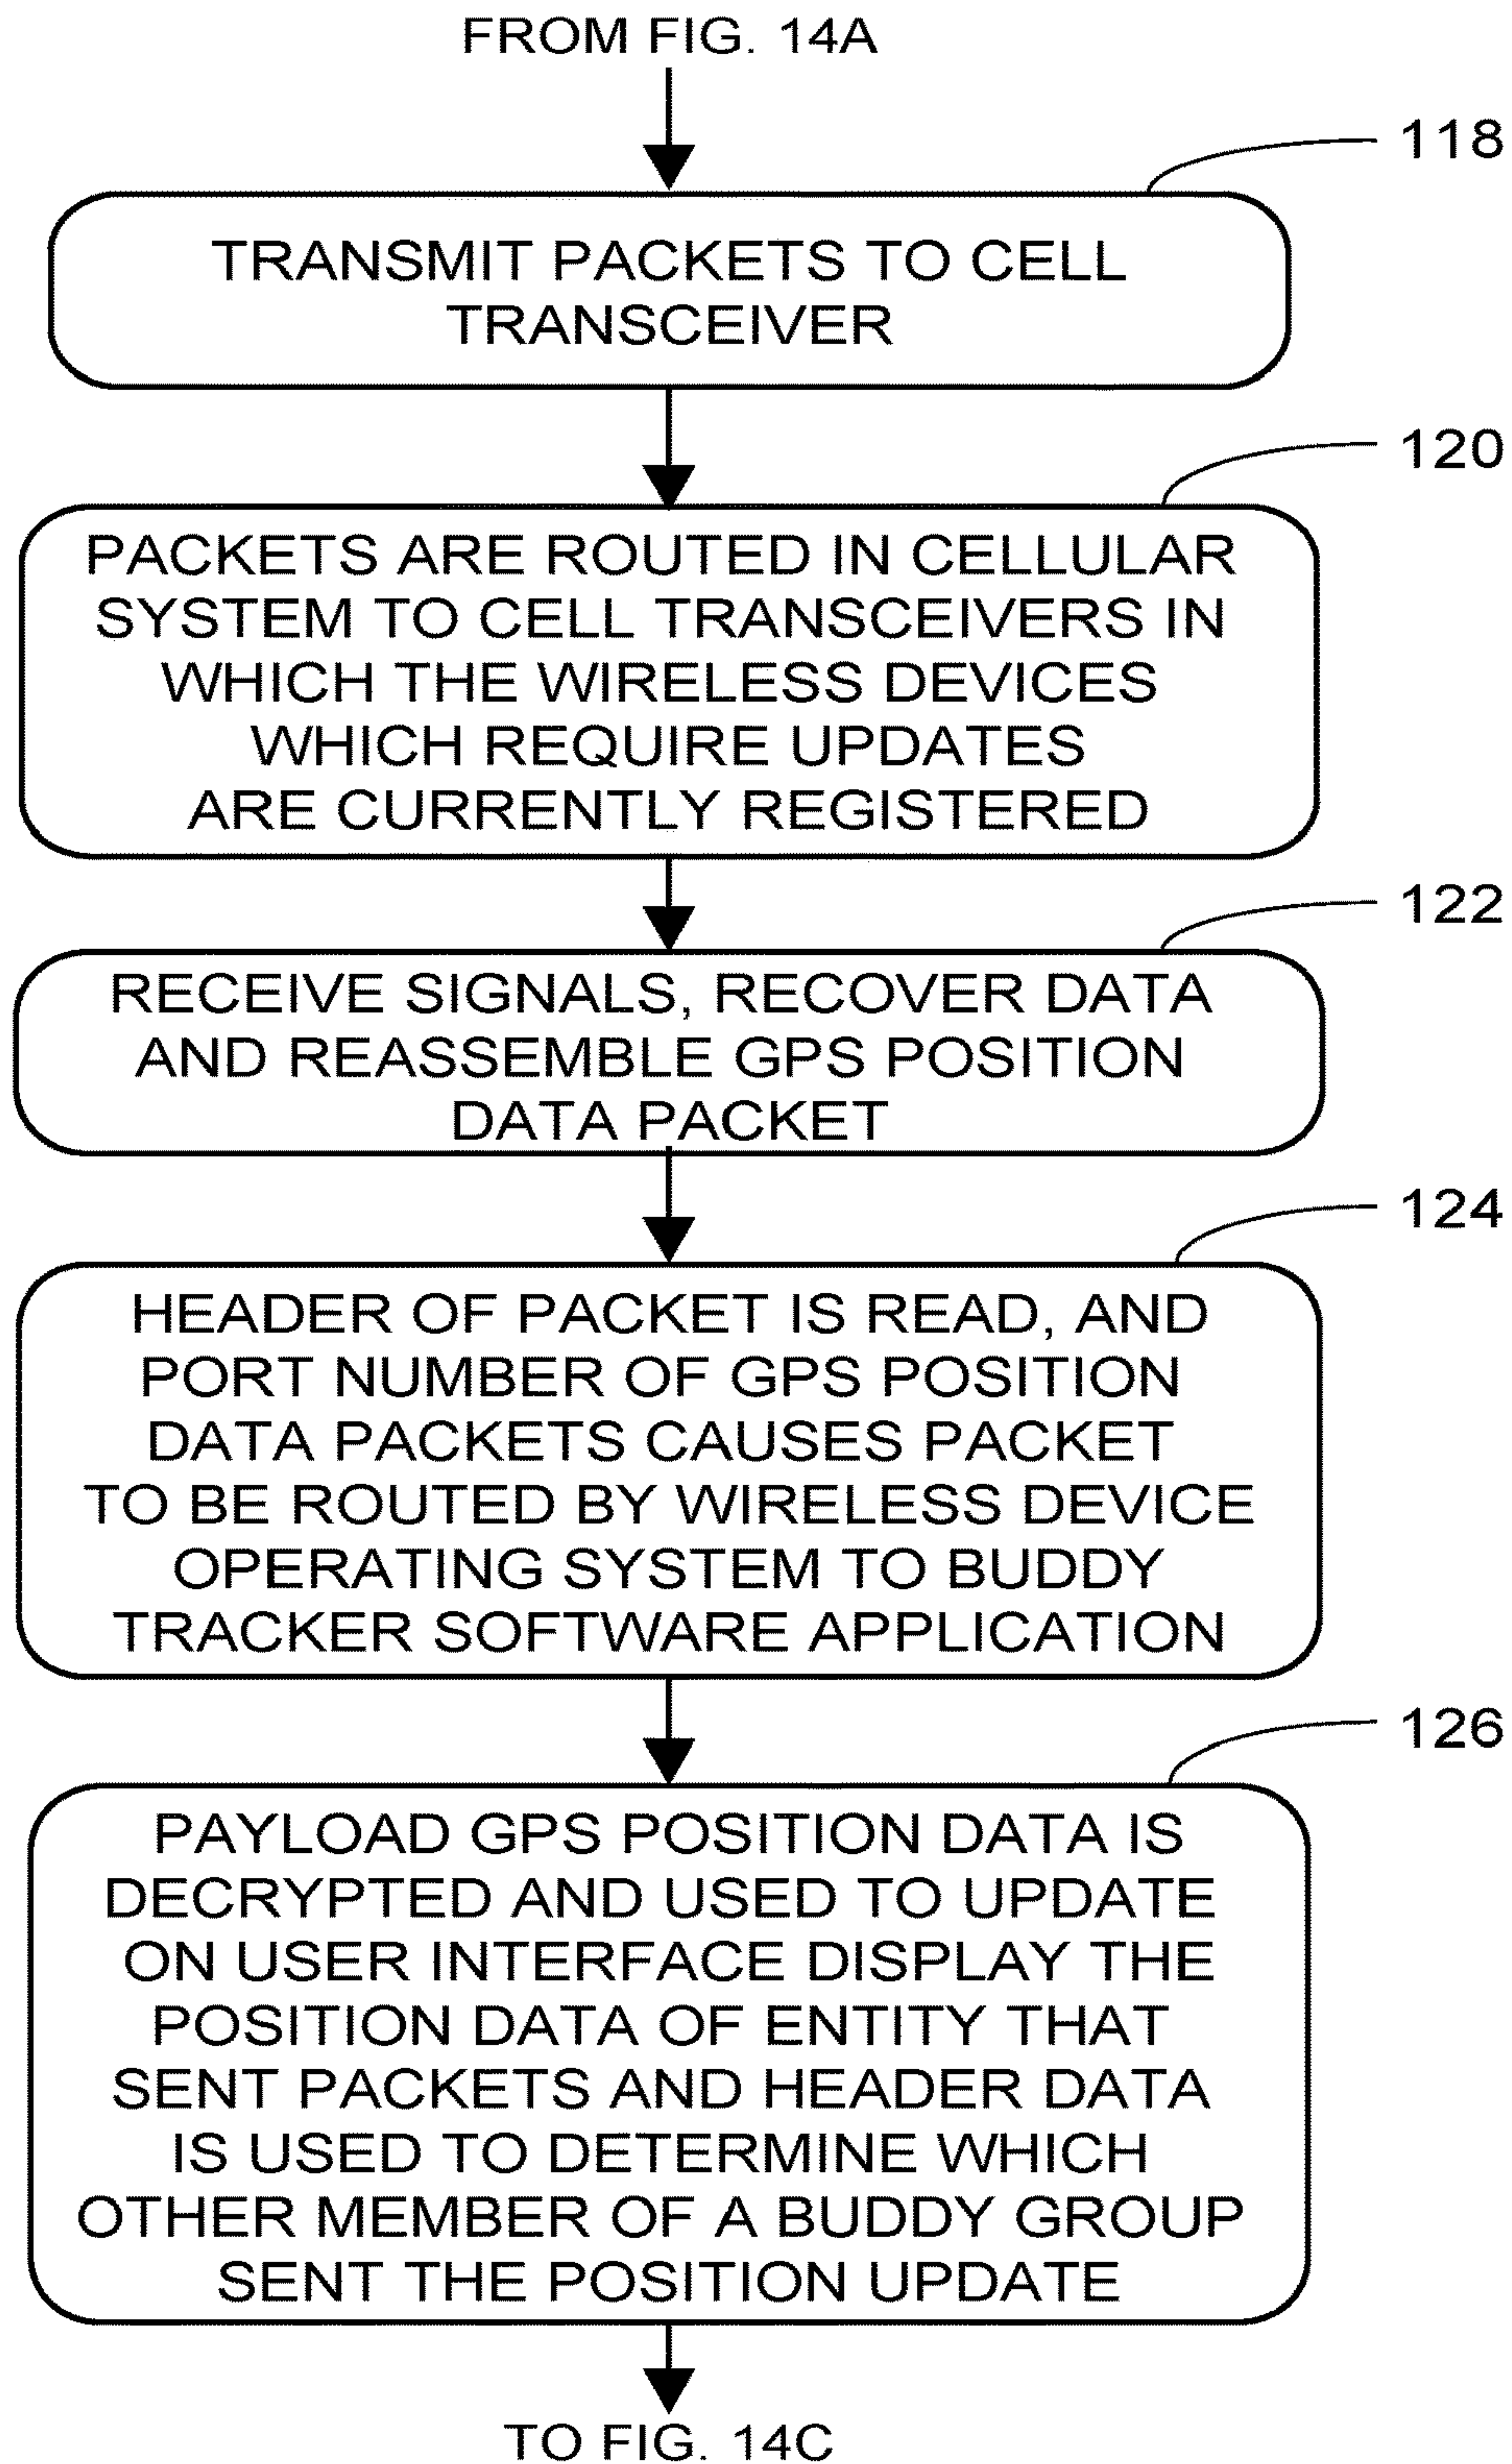 FROM FIG. 14A
118
TRANSMIT PACKETS TO CELL
TRANSCEIVER
120
PACKETS ARE ROUTED IN CELLULAR
SYSTEM TO CELL TRANSCEIVERS IN
WHICH THE WIRELESS DEVICES
WHICH REQUIRE UPDATES
ARE CURRENTLY REGISTERED
122
RECEIVE SIGNALS, RECOVER DATA
AND REASSEMBLE GPS POSITION
DATA PACKET
124
HEADER OF PACKET IS READ, AND
PORT NUMBER OF GPS POSITION
DATA PACKETS CAUSES PACKET
TO BE ROUTED BY WIRELESS DEVICE
OPERATING SYSTEM TO BUDDY
TRACKER SOFTWARE APPLICATION
126
PAYLOAD GPS POSITION DATA IS
DECRYPTED AND USED TO UPDATE
ON USER INTERFACE DISPLAY THE
POSITION DATA OF ENTITY THAT
SENT PACKETS AND HEADER DATA
IS USED TO DETERMINE WHICH
OTHER MEMBER OF A BUDDY GROUP
SENT THE POSITION UPDATE
TO FIG. 14C